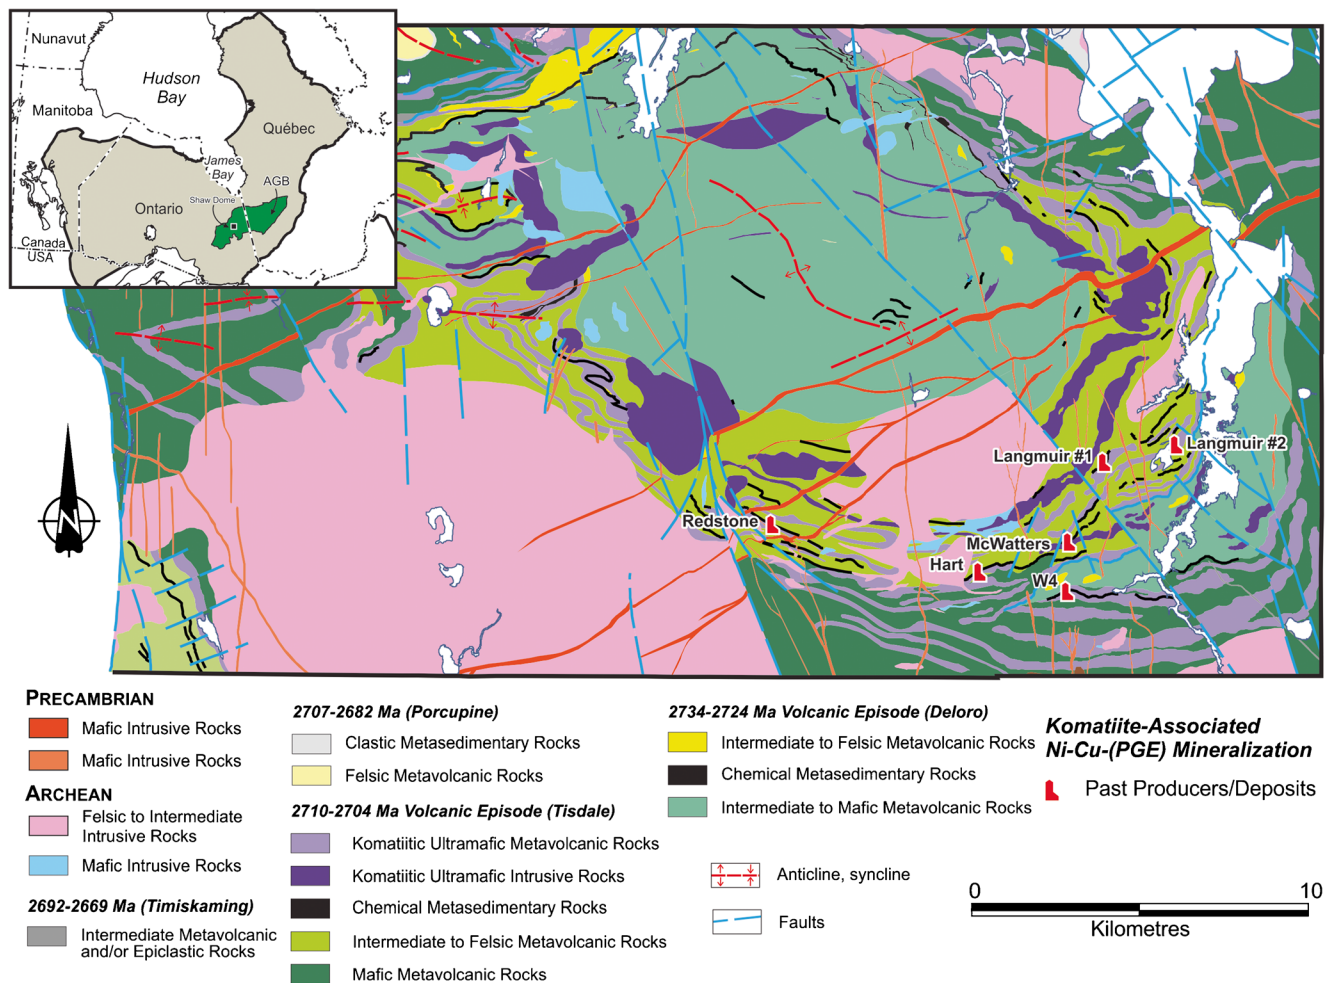 Nunavut
Hudson
Bay
Manitoba
Québec
James
Bay
AGB
Shaw Dome
Ontario
Canada
USA
Langmuir #1
Langmuir #2
Redstone
McWatters
Hart
W4
N
PRECAMBRIAN
Mafic Intrusive Rocks
Mafic Intrusive Rocks
ARCHEAN
Felsic to Intermediate
Intrusive Rocks
Mafic Intrusive Rocks
2692-2669 Ma (Timiskaming)
Intermediate Metavolcanic
and/or Epiclastic Rocks
2707-2682 Ma (Porcupine)
Clastic Metasedimentary Rocks
Felsic Metavolcanic Rocks
2710-2704 Ma Volcanic Episode (Tisdale)
Komatiitic Ultramafic Metavolcanic Rocks
Komatiitic Ultramafic Intrusive Rocks
Chemical Metasedimentary Rocks
Intermediate to Felsic Metavolcanic Rocks
Mafic Metavolcanic Rocks
2734-2724 Ma Volcanic Episode (Deloro)
Intermediate to Felsic Metavolcanic Rocks
Chemical Metasedimentary Rocks
Intermediate to Mafic Metavolcanic Rocks
Anticline, syncline
Faults
Komatiite-Associated
Ni-Cu-(PGE) Mineralization
Past Producers/Deposits
0 10
Kilometres